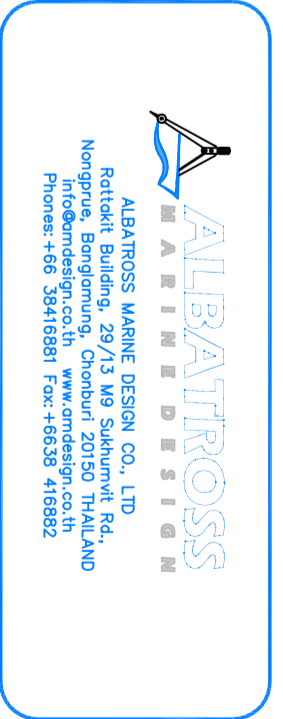 ALBATROSS
MARINE DESIGN
ALBATROSS MARINE DESIGN CO., LTD
Rattakit Building, 29/13 M9 Sukhumvit Rd.,
Nongprue, Banglamung, Chonburi 20150 THAILAND
info@amdesign.co.th www.amdesign.co.th
Phones: +66 38416881 Fax: +6638 416882